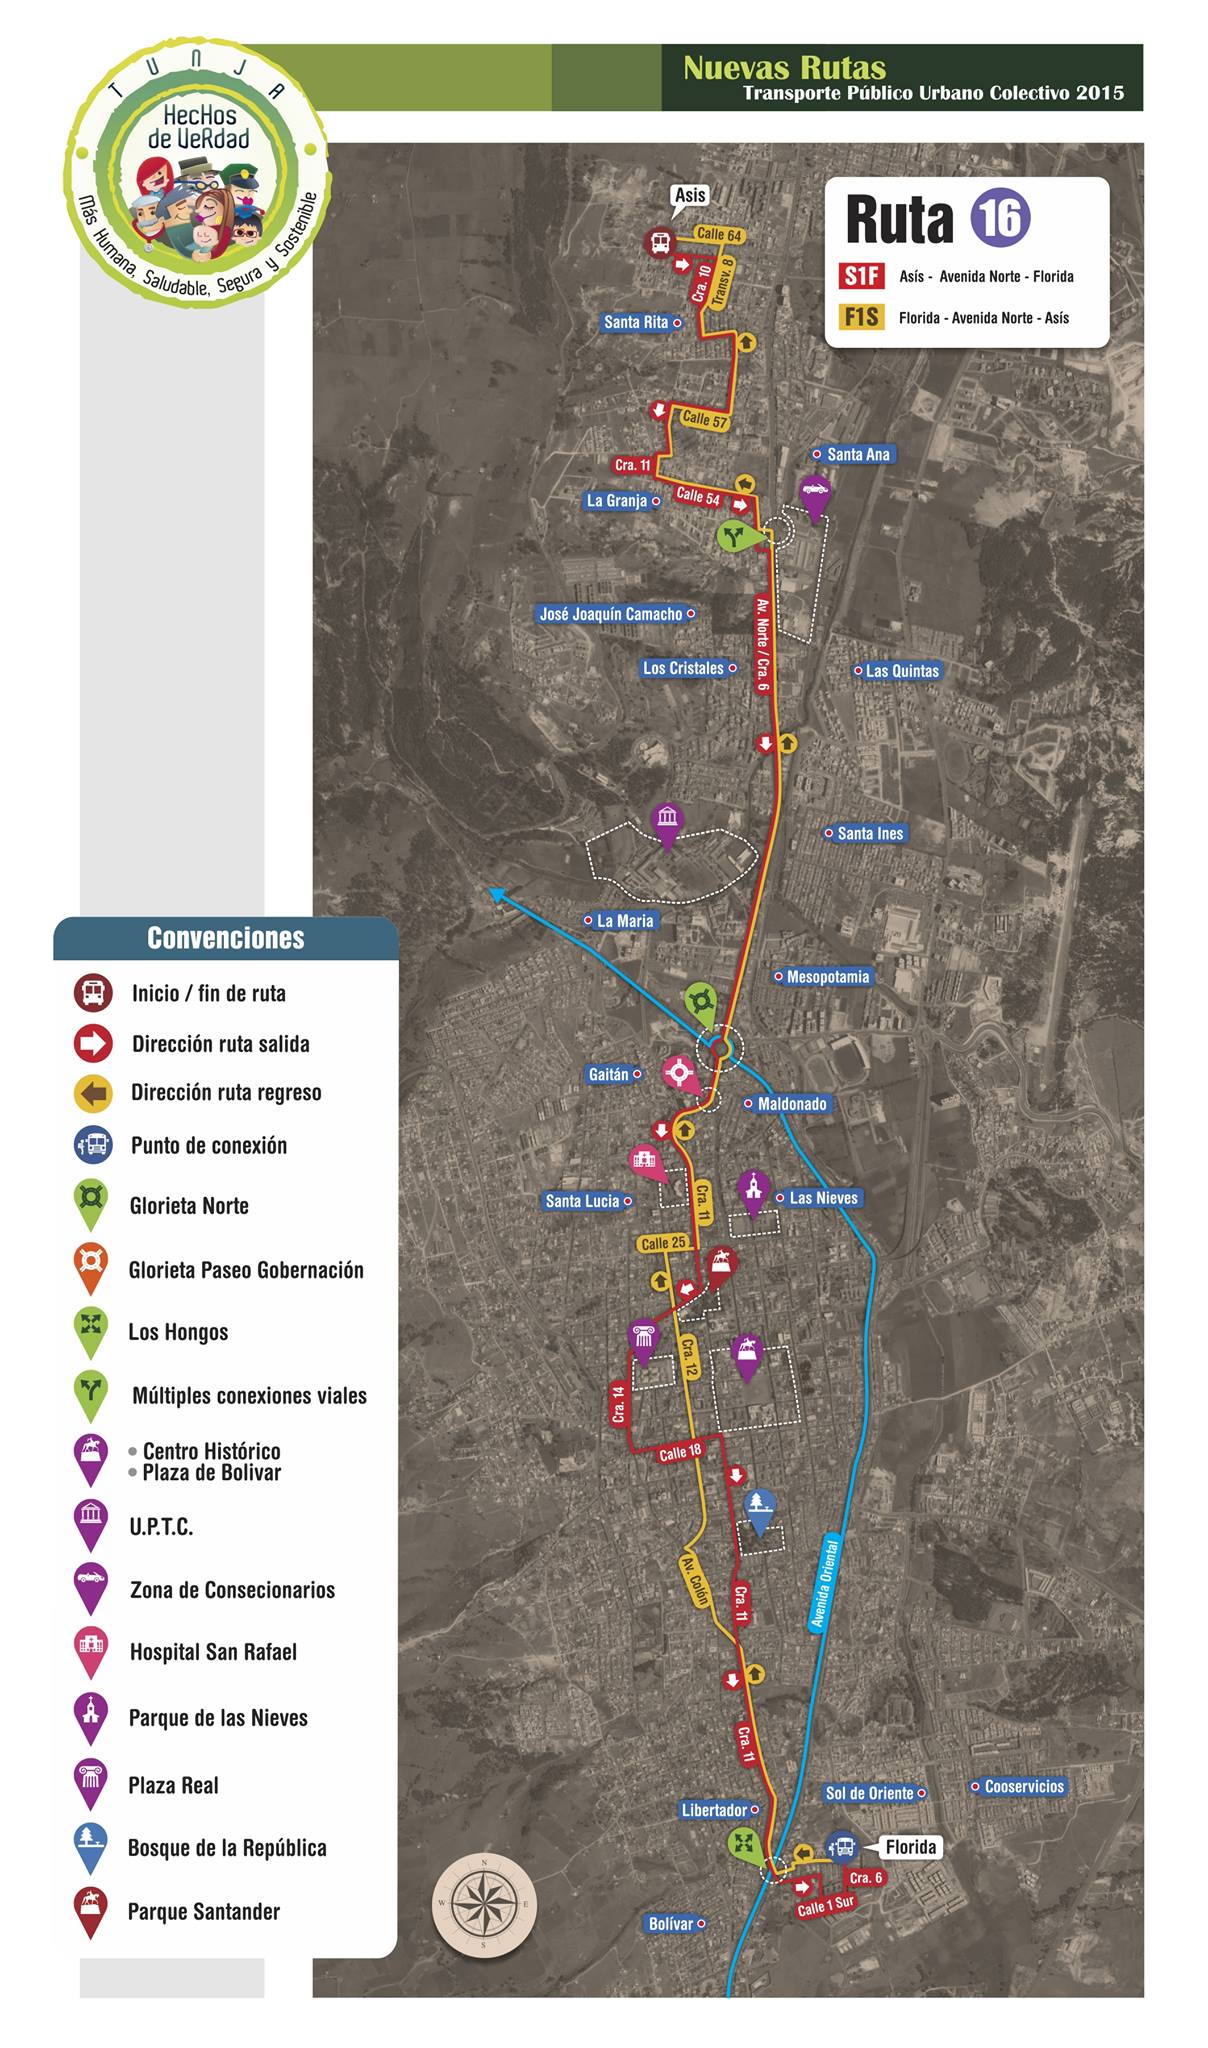 TUNJA
HecHos
de VeRdad
Más Humana, Saludable, Segura y Sostenible
Nuevas Rutas
Transporte Público Urbano Colectivo 2015
Ruta 16
S1F Asís - Avenida Norte - Florida
F1S Florida - Avenida Norte - Asís
Asis
Calle 64
Cra. 10
Transv. 8
Santa Rita
Calle 57
Cra. 11
Santa Ana
La Granja
Calle 54
José Joaquín Camacho
Av. Norte / Cra. 6
Los Cristales
Las Quintas
Santa Ines
La Maria
Mesopotamia
Gaitán
Maldonado
Santa Lucia
Cra. 11
Las Nieves
Calle 25
Cra. 12
Cra. 14
Calle 18
Av. Colón
Cra. 11
Avenida Oriental
Cra. 11
Sol de Oriente
Cooservicios
Libertador
Florida
Cra. 6
Calle 1 Sur
Bolívar
N
W
E
S
Convenciones
Inicio / fin de ruta
Dirección ruta salida
Dirección ruta regreso
Punto de conexión
Glorieta Norte
Glorieta Paseo Gobernación
Los Hongos
Múltiples conexiones viales
• Centro Histórico
• Plaza de Bolivar
U.P.T.C.
Zona de Consecionarios
Hospital San Rafael
Parque de las Nieves
Plaza Real
Bosque de la República
Parque Santander